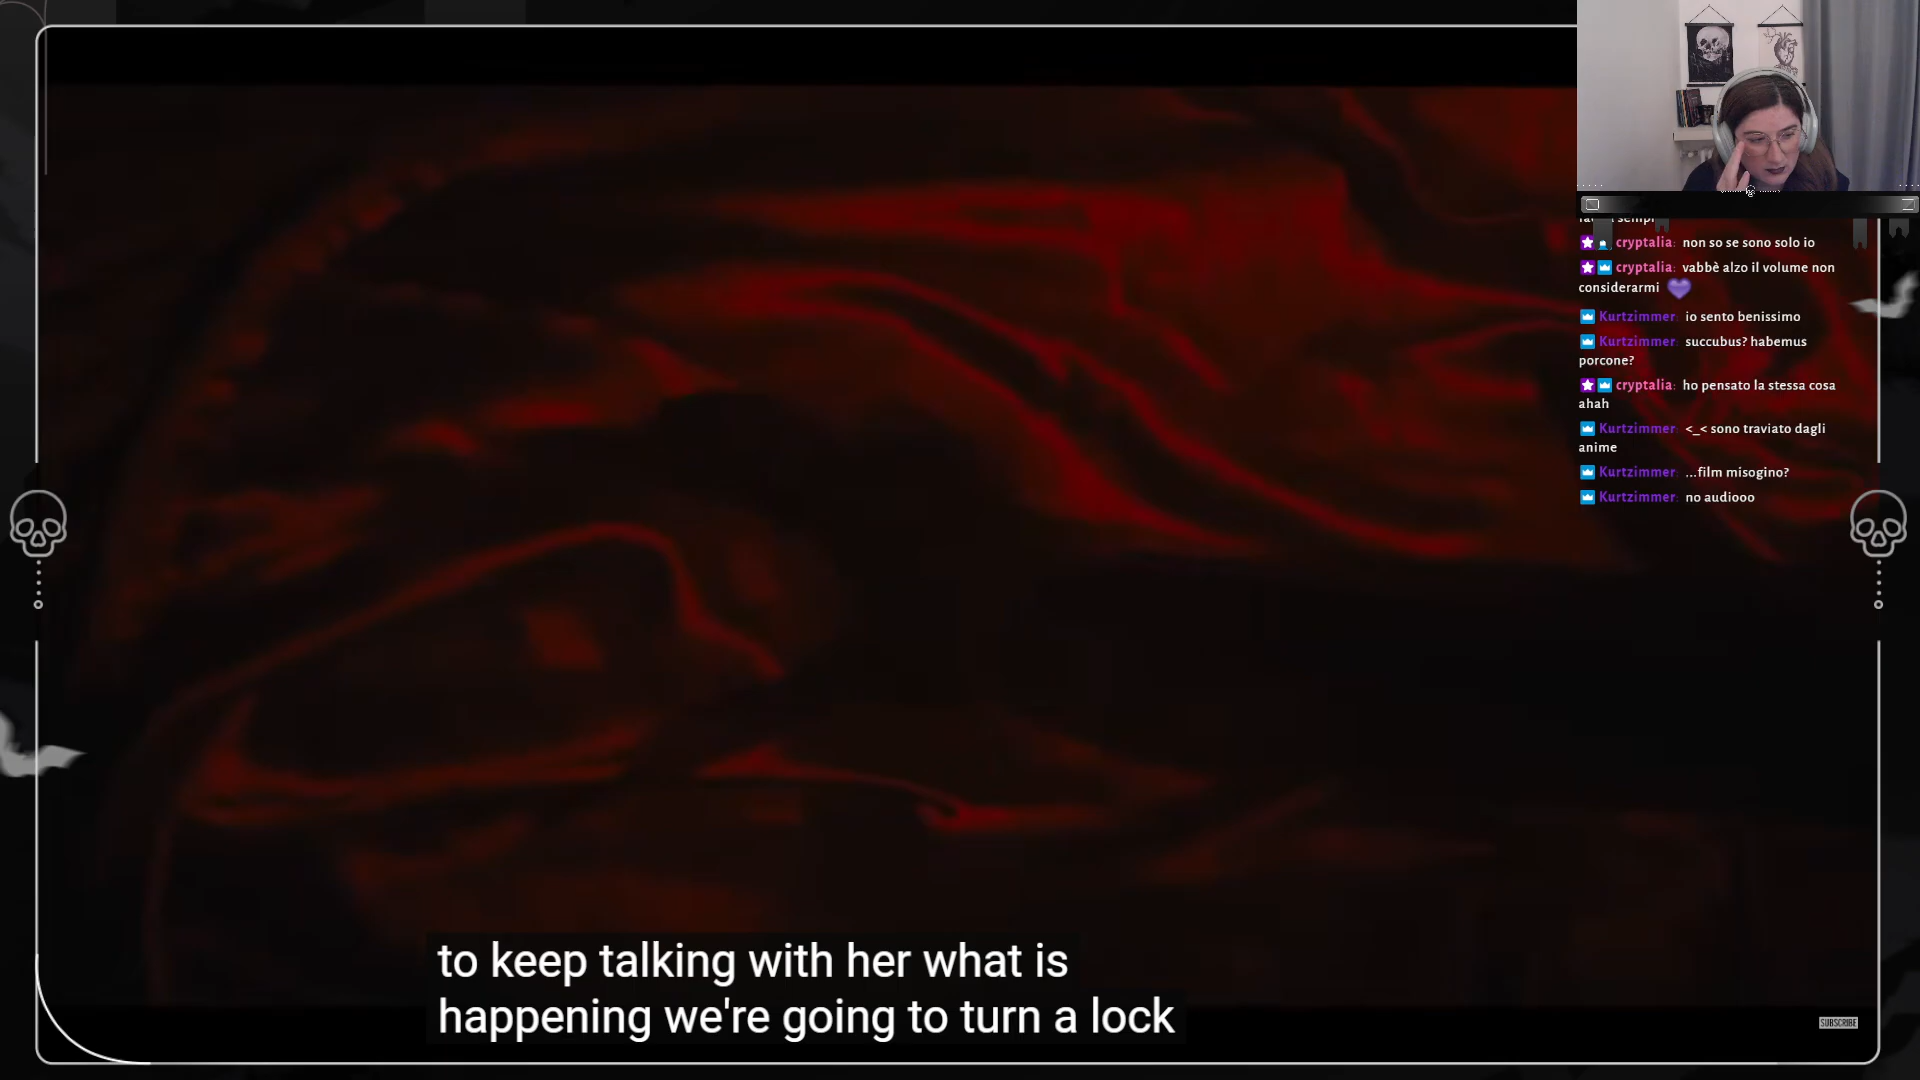 cryptalia: non so se sono solo io
cryptalia: vabbè alzo il volume non
considerarmi
Kurtzimmer: io sento benissimo
Kurtzimmer: succubus? habemus
porcone?
cryptalia: ho pensato la stessa cosa
ahah
Kurtzimmer: <_< sono traviato dagli
anime
Kurtzimmer: ...film misogino?
Kurtzimmer: no audiooo
to keep talking with her what is
happening we're going to turn a lock
SUBSCRIBE